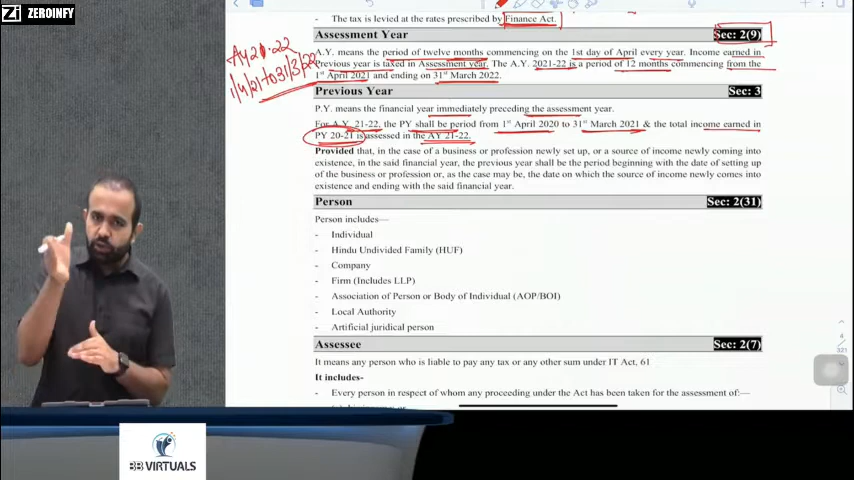 Zi ZEROINFY
- The tax is levied at the rates prescribed by Finance Act.
Assessment Year Sec: 2(9)
A.Y. means the period of twelve months commencing on the 1st day of April every year. Income earned in
Previous year is taxed in Assessment year. The A.Y. 2021-22 is a period of 12 months commencing from the
1st April 2021 and ending on 31st March 2022.
AY 21-22
1/4/21 to 31/3/22
Previous Year Sec: 3
P.Y. means the financial year immediately preceding the assessment year.
For A.Y. 21-22, the PY shall be period from 1st April 2020 to 31st March 2021 & the total income earned in
PY 20-21 is assessed in the AY 21-22.
Provided that, in the case of a business or profession newly set up, or a source of income newly coming into
existence, in the said financial year, the previous year shall be the period beginning with the date of setting up
of the business or profession or, as the case may be, the date on which the source of income newly comes into
existence and ending with the said financial year.
Person Sec: 2(31)
Person includes—
- Individual
- Hindu Undivided Family (HUF)
- Company
- Firm (Includes LLP)
- Association of Person or Body of Individual (AOP/BOI)
- Local Authority
- Artificial juridical person
Assessee Sec: 2(7)
It means any person who is liable to pay any tax or any other sum under IT Act, 61
It includes-
- Every person in respect of whom any proceeding under the Act has been taken for the assessment of:—
BB VIRTUALS